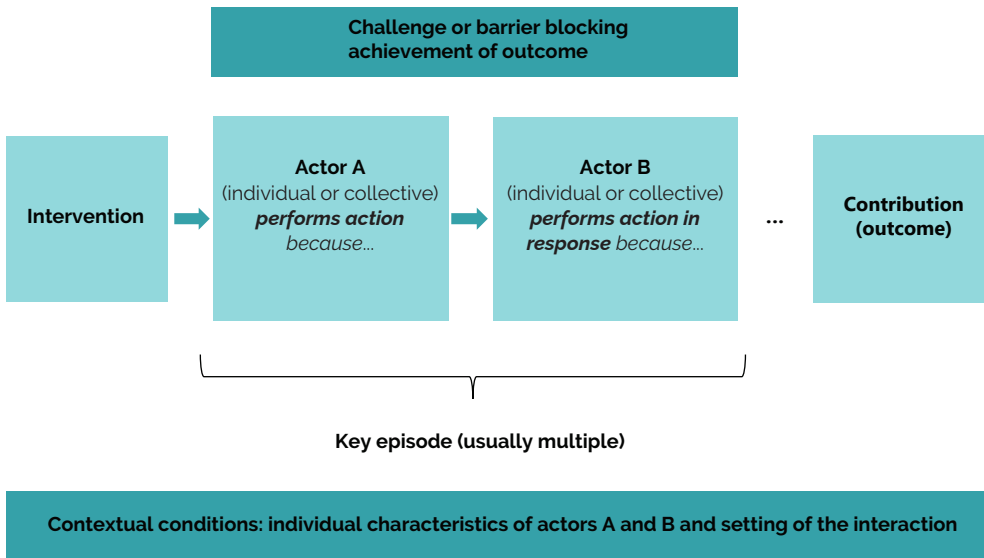 Challenge or barrier blocking
achievement of outcome
Intervention
Actor A
(individual or collective)
performs action
because...
Actor B
(individual or collective)
performs action in
response because...
...
Contribution
(outcome)
Key episode (usually multiple)
Contextual conditions: individual characteristics of actors A and B and setting of the interaction